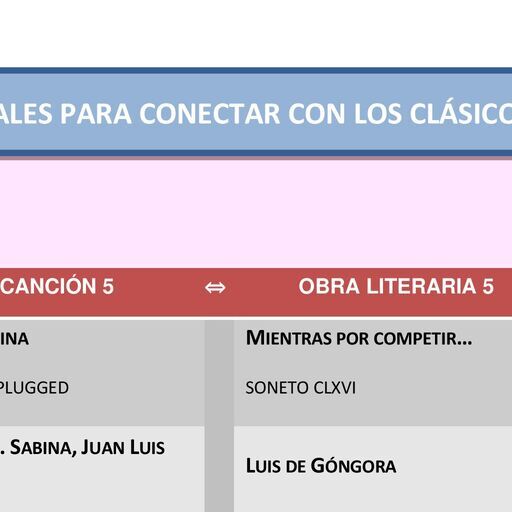 ALES PARA CONECTAR CON LOS CLÁSICO
CANCIÓN 5 ⇔ OBRA LITERARIA 5
INA
MIENTRAS POR COMPETIR...
PLUGGED
SONETO CLXVI
. SABINA, JUAN LUIS
LUIS DE GÓNGORA